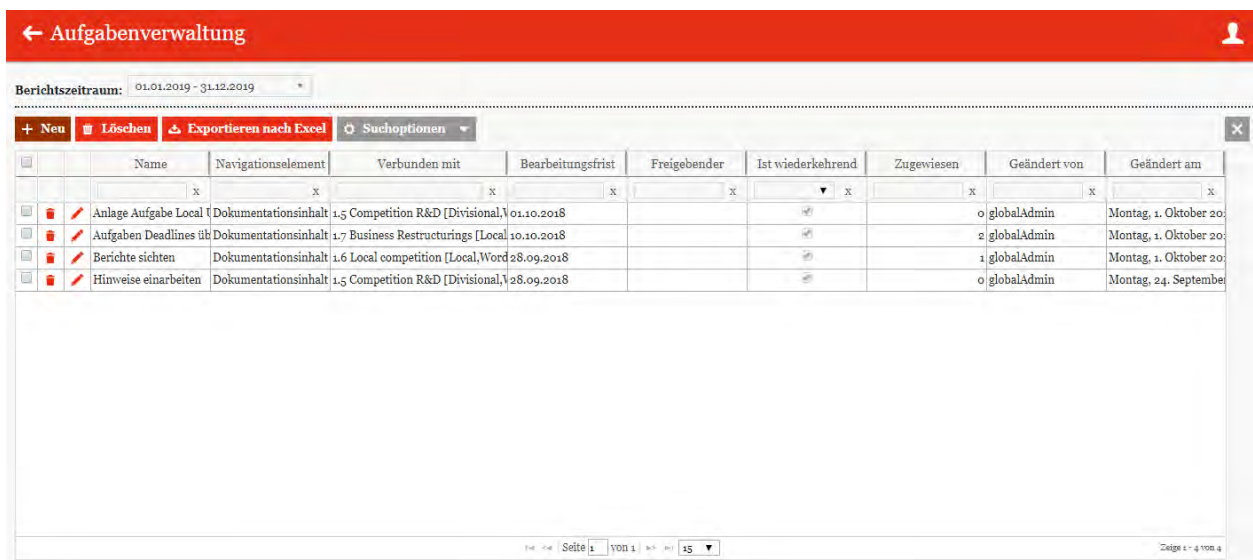 Aufgabenverwaltung
Berichtszeitraum: 01.01.2019 - 31.12.2019
+ Neu Löschen Exportieren nach Excel Suchoptionen
Name Navigationselement Verbunden mit Bearbeitungsfrist Freigebender Ist wiederkehrend Zugewiesen Geändert von Geändert am
x x x x x x x x x
Anlage Aufgabe Local Dokumentationsinhalt 1.5 Competition R&D [Divisional, 01.10.2018 0 globalAdmin Montag, 1. Oktober 20
Aufgaben Deadlines üb Dokumentationsinhalt 1.7 Business Restructurings [Local 10.10.2018 2 globalAdmin Montag, 1. Oktober 20
Berichte sichten Dokumentationsinhalt 1.6 Local competition [Local,Word 28.09.2018 1 globalAdmin Montag, 1. Oktober 20
Hinweise einarbeiten Dokumentationsinhalt 1.5 Competition R&D [Divisional, 28.09.2018 0 globalAdmin Montag, 24. September
Seite 1 von 1 15 Zeige 1 - 4 von 4